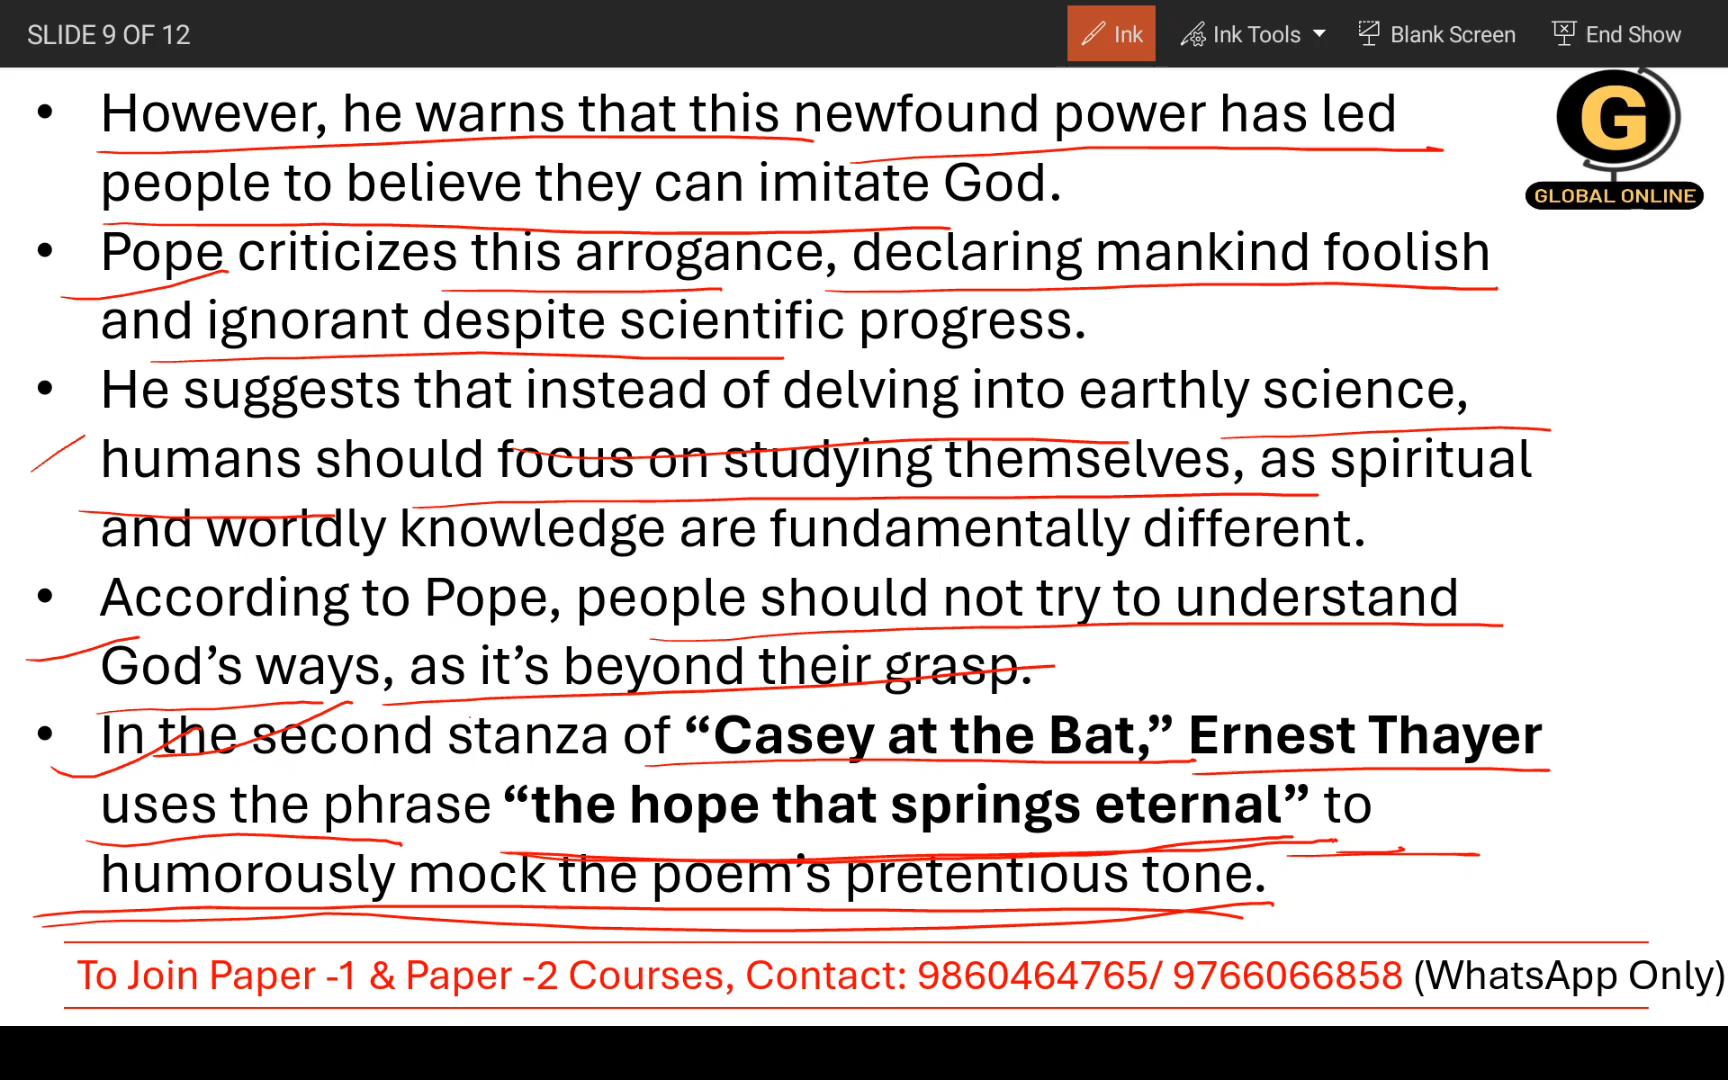 SLIDE 9 OF 12
Ink
Ink Tools
Blank Screen
End Show
G
GLOBAL ONLINE
• However, he warns that this newfound power has led
people to believe they can imitate God.
• Pope criticizes this arrogance, declaring mankind foolish
and ignorant despite scientific progress.
• He suggests that instead of delving into earthly science,
humans should focus on studying themselves, as spiritual
and worldly knowledge are fundamentally different.
• According to Pope, people should not try to understand
God’s ways, as it’s beyond their grasp.
• In the second stanza of “Casey at the Bat,” Ernest Thayer
uses the phrase “the hope that springs eternal” to
humorously mock the poem’s pretentious tone.
To Join Paper -1 & Paper -2 Courses, Contact: 9860464765/ 9766066858 (WhatsApp Only)